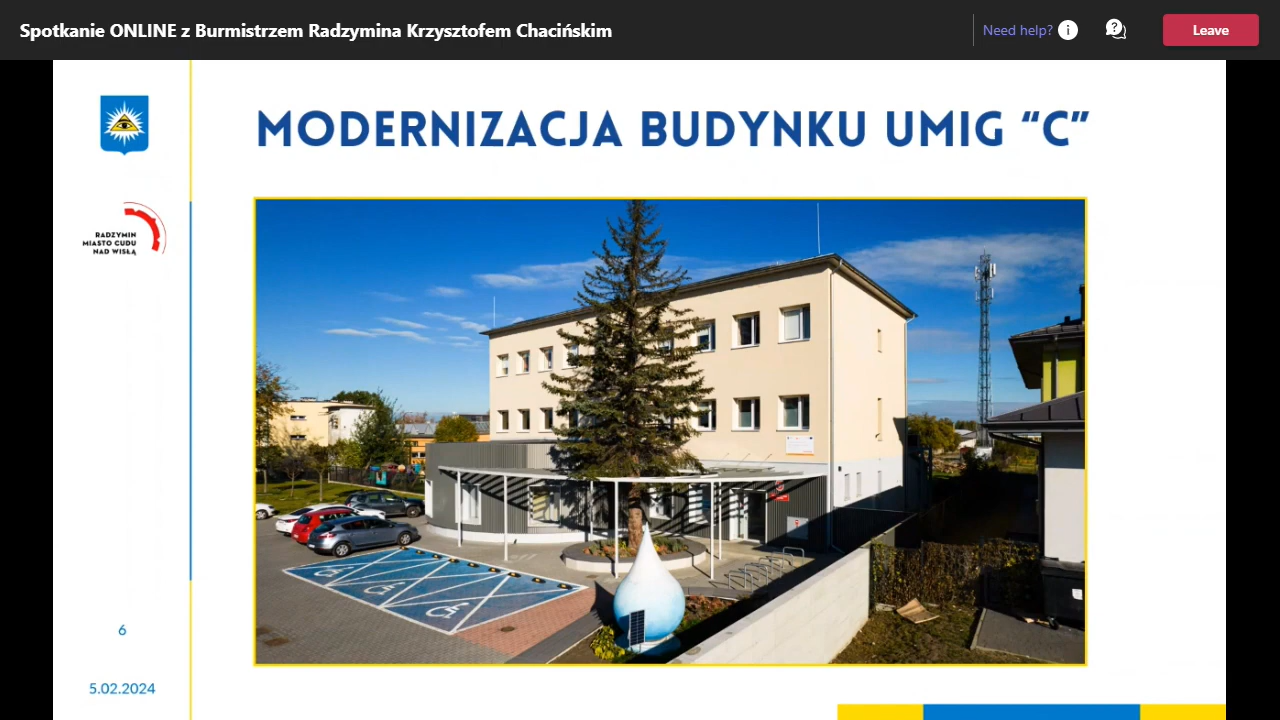 Spotkanie ONLINE z Burmistrzem Radzymina Krzysztofem Chacińskim
Need help?
Leave
MODERNIZACJA BUDYNKU UMIG “C”
RADZYMIN
MIASTO CUDU
NAD WISŁĄ
6
5.02.2024